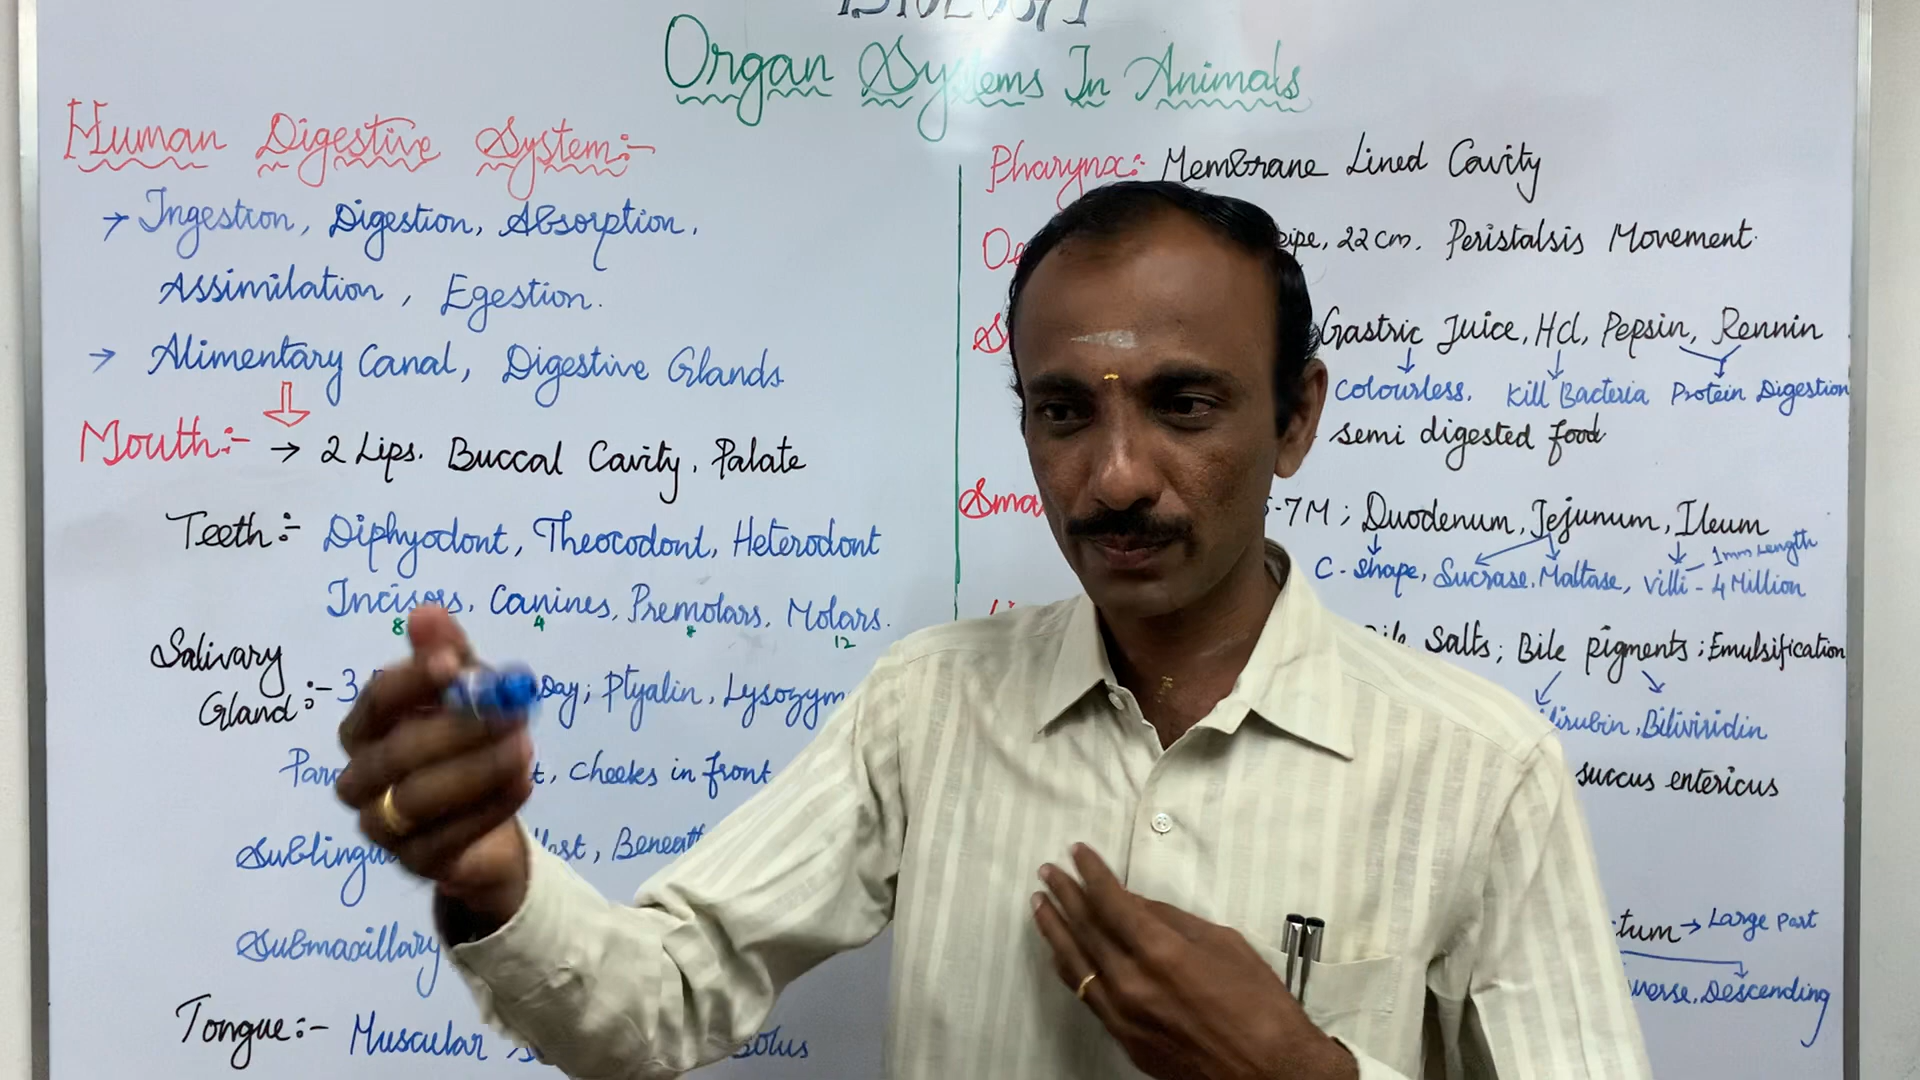 Organ Systems In Animals
Human Digestive System:-
→ Ingestion, Digestion, Absorption,
Assimilation, Egestion.
→ Alimentary Canal, Digestive Glands
Mouth:- → 2 Lips. Buccal Cavity, Palate
Teeth:- Diphyodont, Theocodont, Heterodont
Incisors, Canines, Premolars, Molars.
8 4 8 12
Salivary
Gland:- 3 Day; Ptyalin, Lysozym
Cheeks in front
Beneath
Submaxillary
Tongue:- Muscular
Pharynx:- Membrane Lined Cavity
22 cm. Peristalsis Movement.
Gastric Juice, Hcl, Pepsin, Rennin
Colourless. Kill Bacteria Protein Digestion
semi digested food
7M; Duodenum, Jejunum, Ileum
1mm Length
C-shape, Sucrase. Maltase, Villi - 4 Million
Salts; Bile pigments; Emulsification
Biliviridin
succus entericus
→ Large Part
Descending